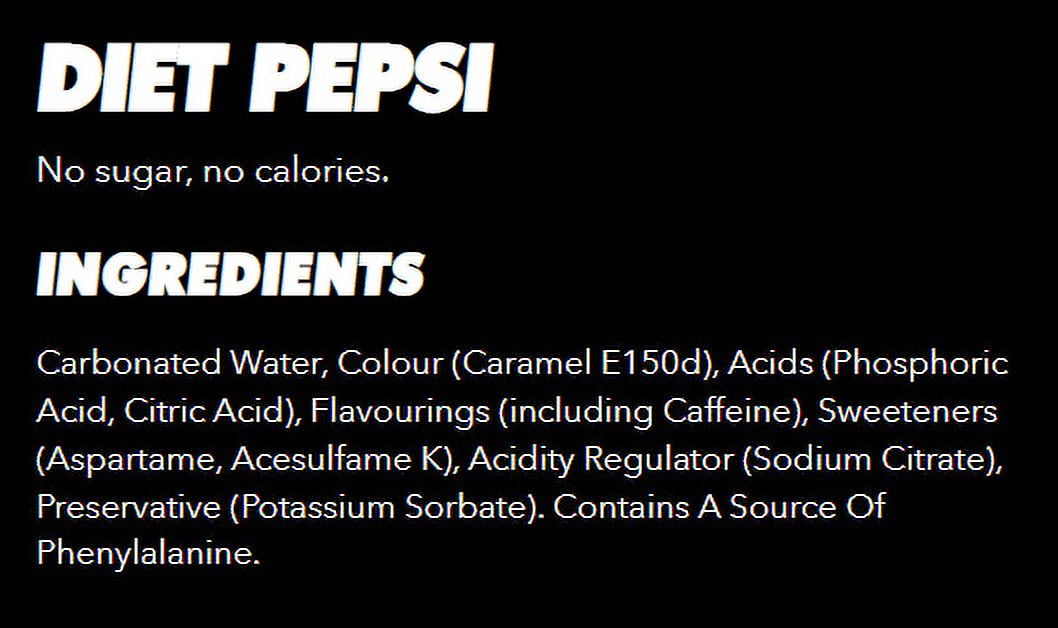 DIET PEPSI
No sugar, no calories.
INGREDIENTS
Carbonated Water, Colour (Caramel E150d), Acids (Phosphoric
Acid, Citric Acid), Flavourings (including Caffeine), Sweeteners
(Aspartame, Acesulfame K), Acidity Regulator (Sodium Citrate),
Preservative (Potassium Sorbate). Contains A Source Of
Phenylalanine.